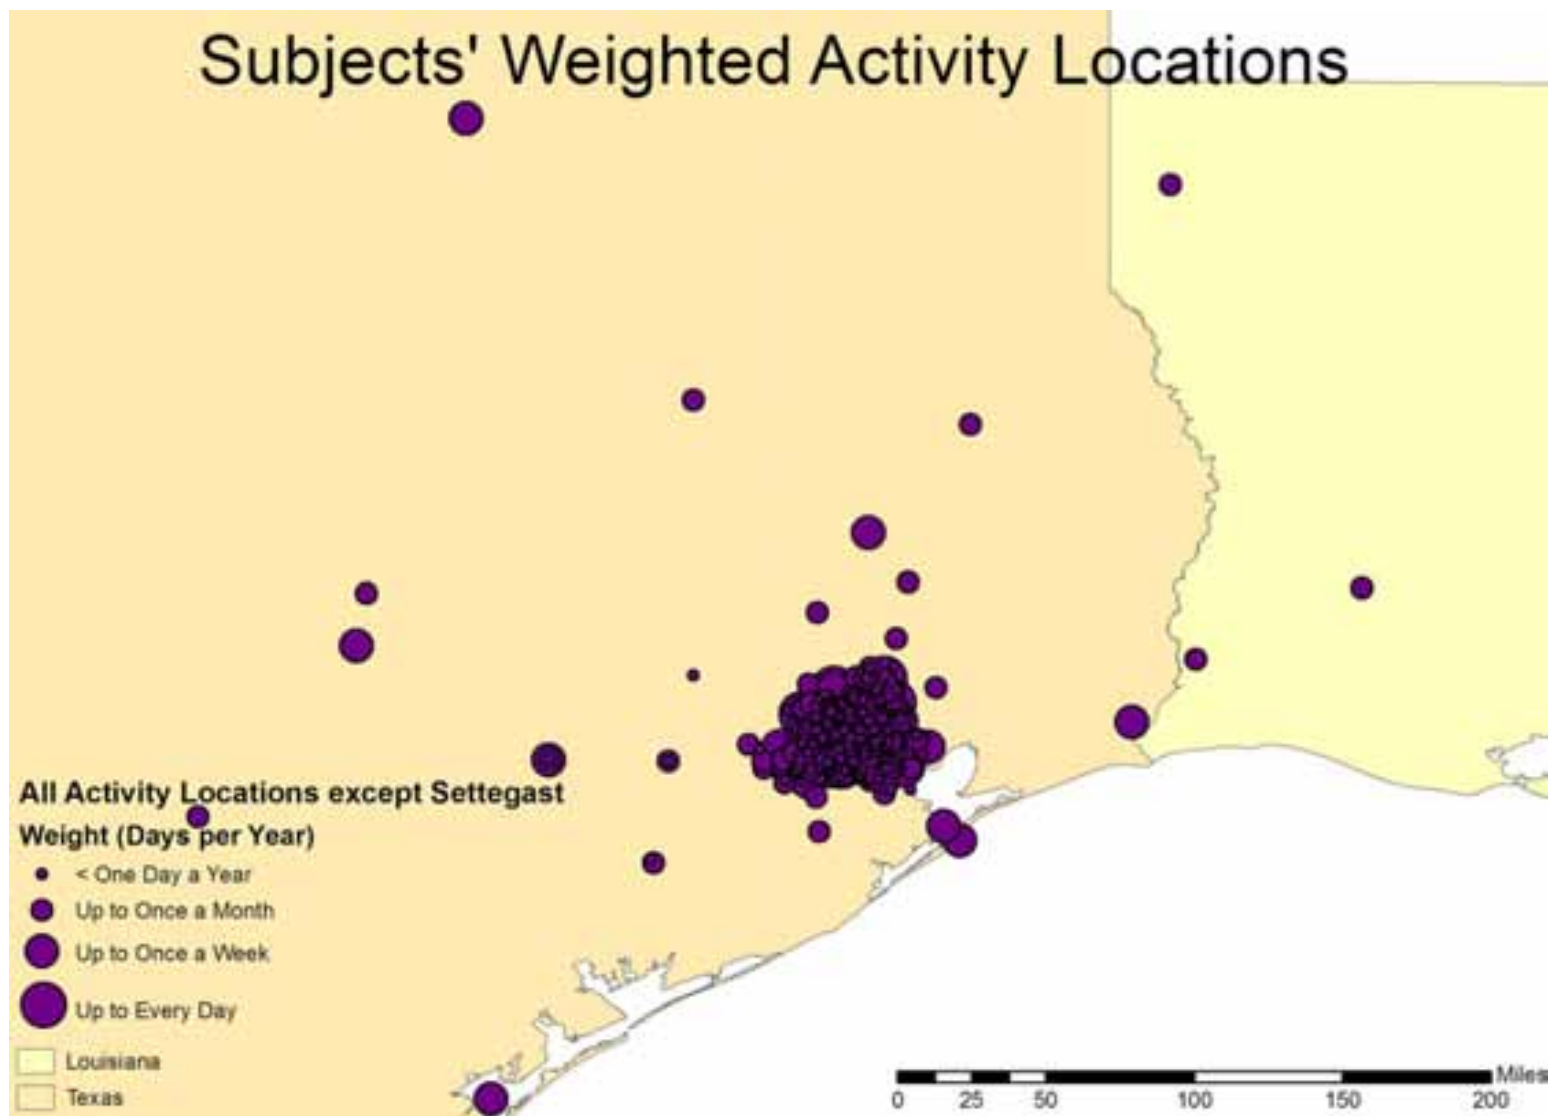 Subjects' Weighted Activity Locations
All Activity Locations except Settegast
Weight (Days per Year)
< One Day a Year
Up to Once a Month
Up to Once a Week
Up to Every Day
Louisiana
Texas
Miles
0 25 50 100 150 200